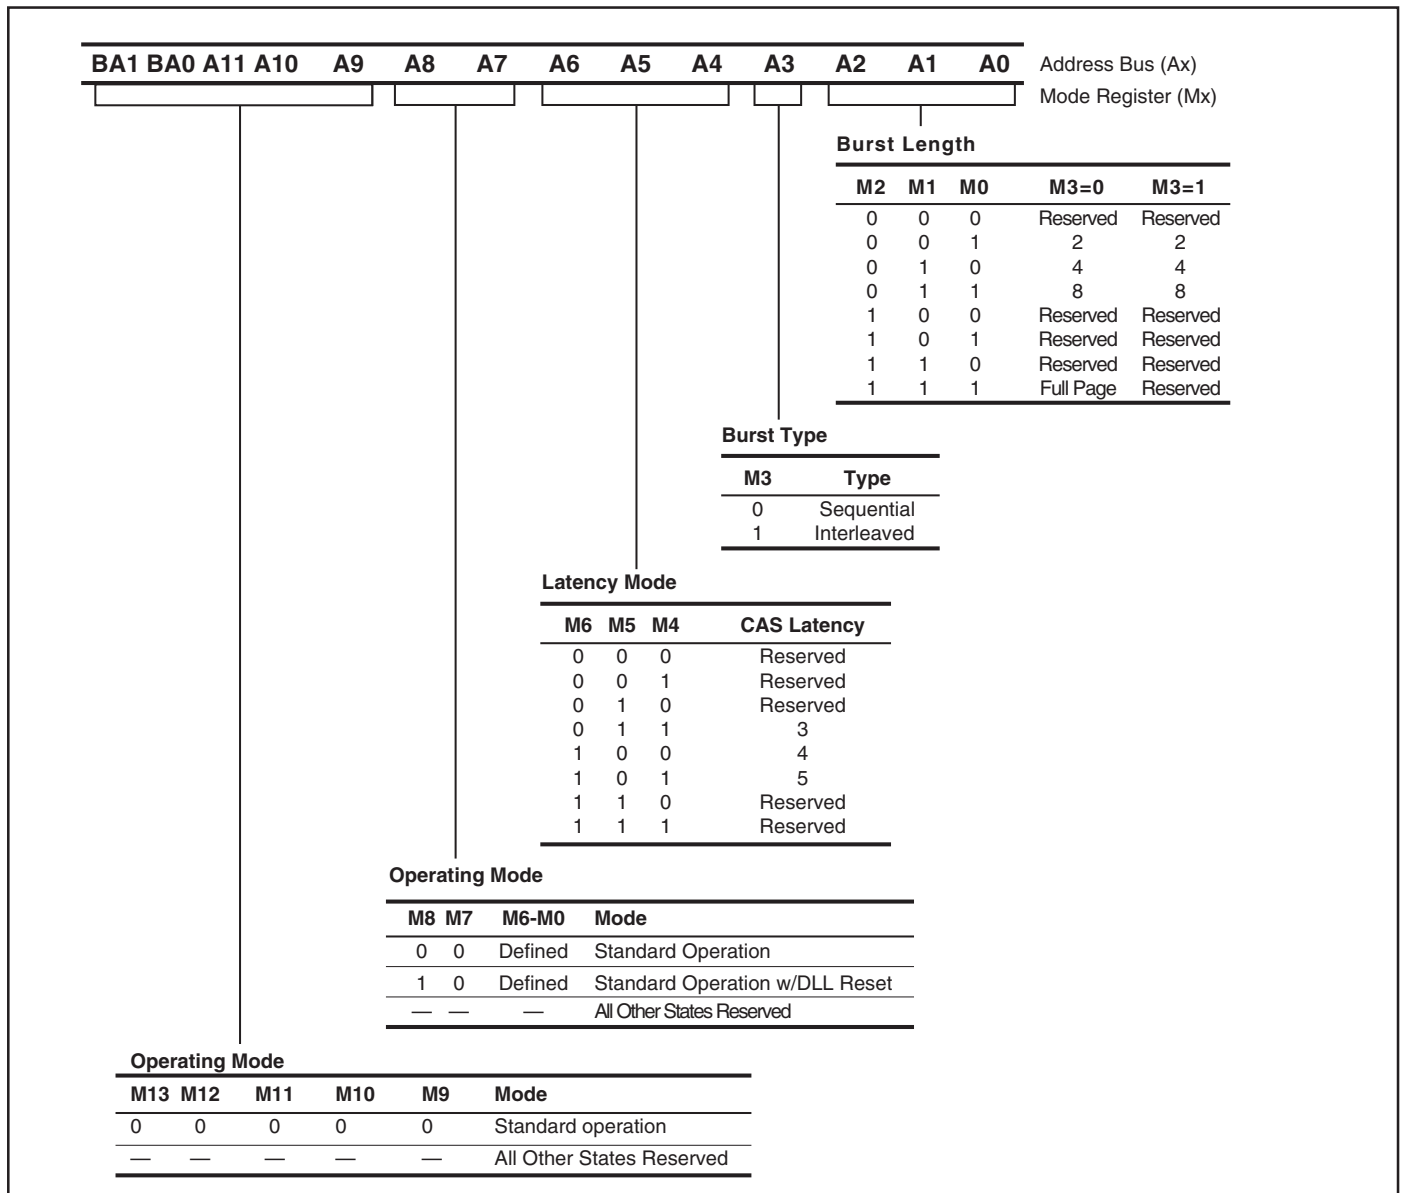 BA1 BA0 A11 A10 A9 A8 A7 A6 A5 A4 A3 A2 A1 A0 Address Bus (Ax)
Mode Register (Mx)
Burst Length
M2 M1 M0 M3=0 M3=1
0 0 0 Reserved Reserved
0 0 1 2 2
0 1 0 4 4
0 1 1 8 8
1 0 0 Reserved Reserved
1 0 1 Reserved Reserved
1 1 0 Reserved Reserved
1 1 1 Full Page Reserved
Burst Type
M3 Type
0 Sequential
1 Interleaved
Latency Mode
M6 M5 M4 CAS Latency
0 0 0 Reserved
0 0 1 Reserved
0 1 0 Reserved
0 1 1 3
1 0 0 4
1 0 1 5
1 1 0 Reserved
1 1 1 Reserved
Operating Mode
M8 M7 M6-M0 Mode
0 0 Defined Standard Operation
1 0 Defined Standard Operation w/DLL Reset
— — — All Other States Reserved
Operating Mode
M13 M12 M11 M10 M9 Mode
0 0 0 0 0 Standard operation
— — — — — All Other States Reserved